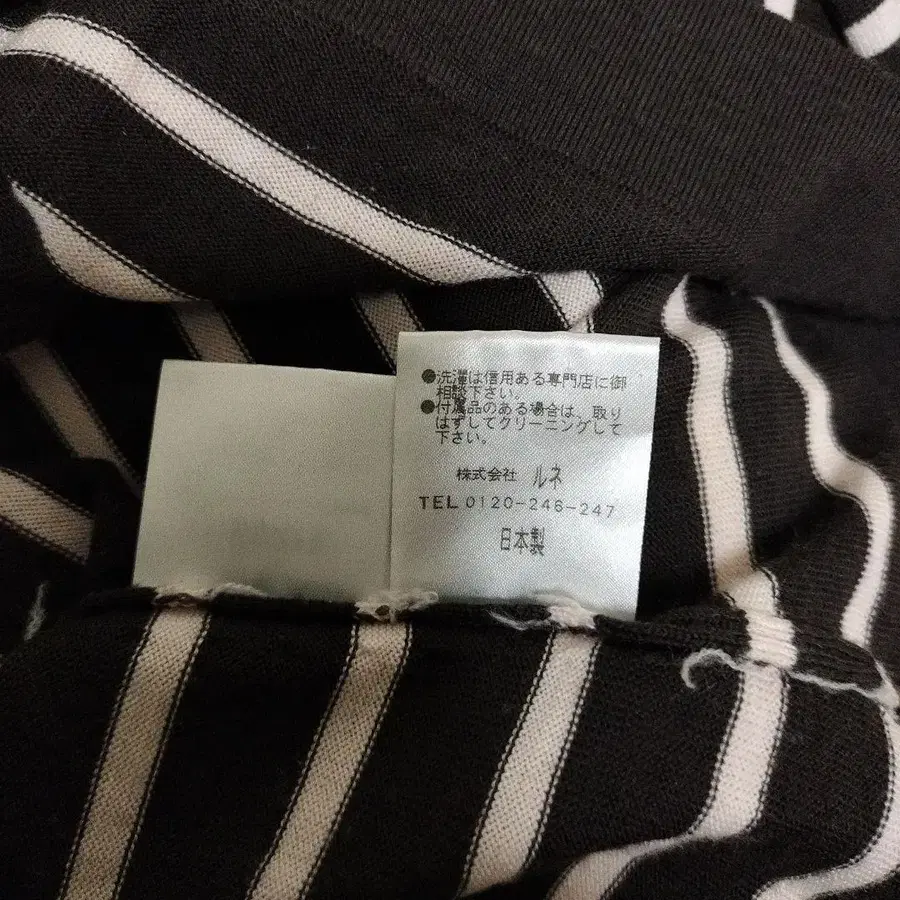 ●洗濯は信用ある専門店に御
相談下さい。
●付属品のある場合は、取り
はずしてクリーニングして
下さい。
株式会社 ルネ
TEL 0120-246-247
日本製